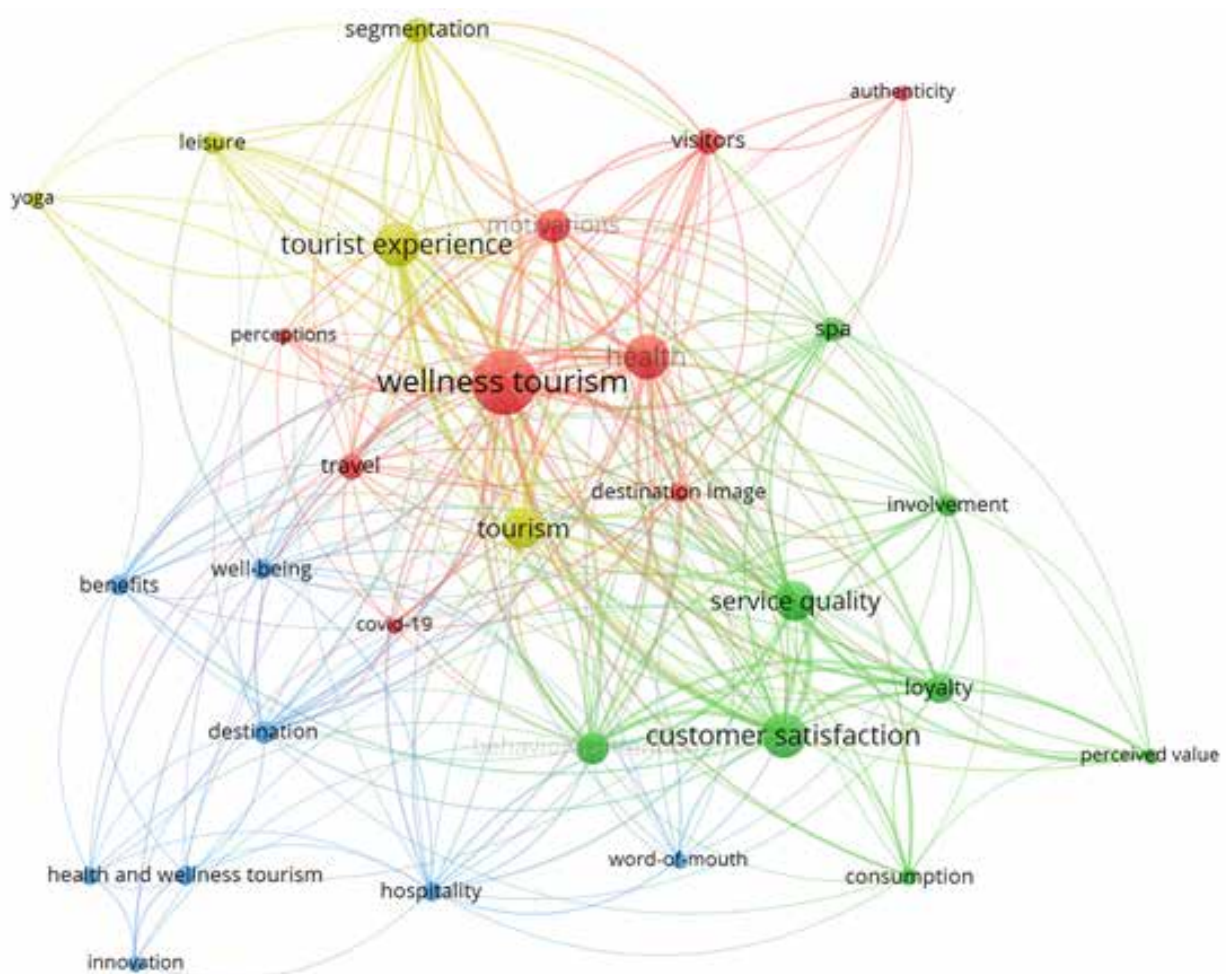 segmentation
authenticity
visitors
leisure
yoga
motivations
tourist experience
spa
perceptions
health
wellness tourism
travel
destination image
involvement
tourism
well-being
benefits
service quality
covid-19
loyalty
destination
customer satisfaction
perceived value
word-of-mouth
health and wellness tourism
consumption
hospitality
innovation